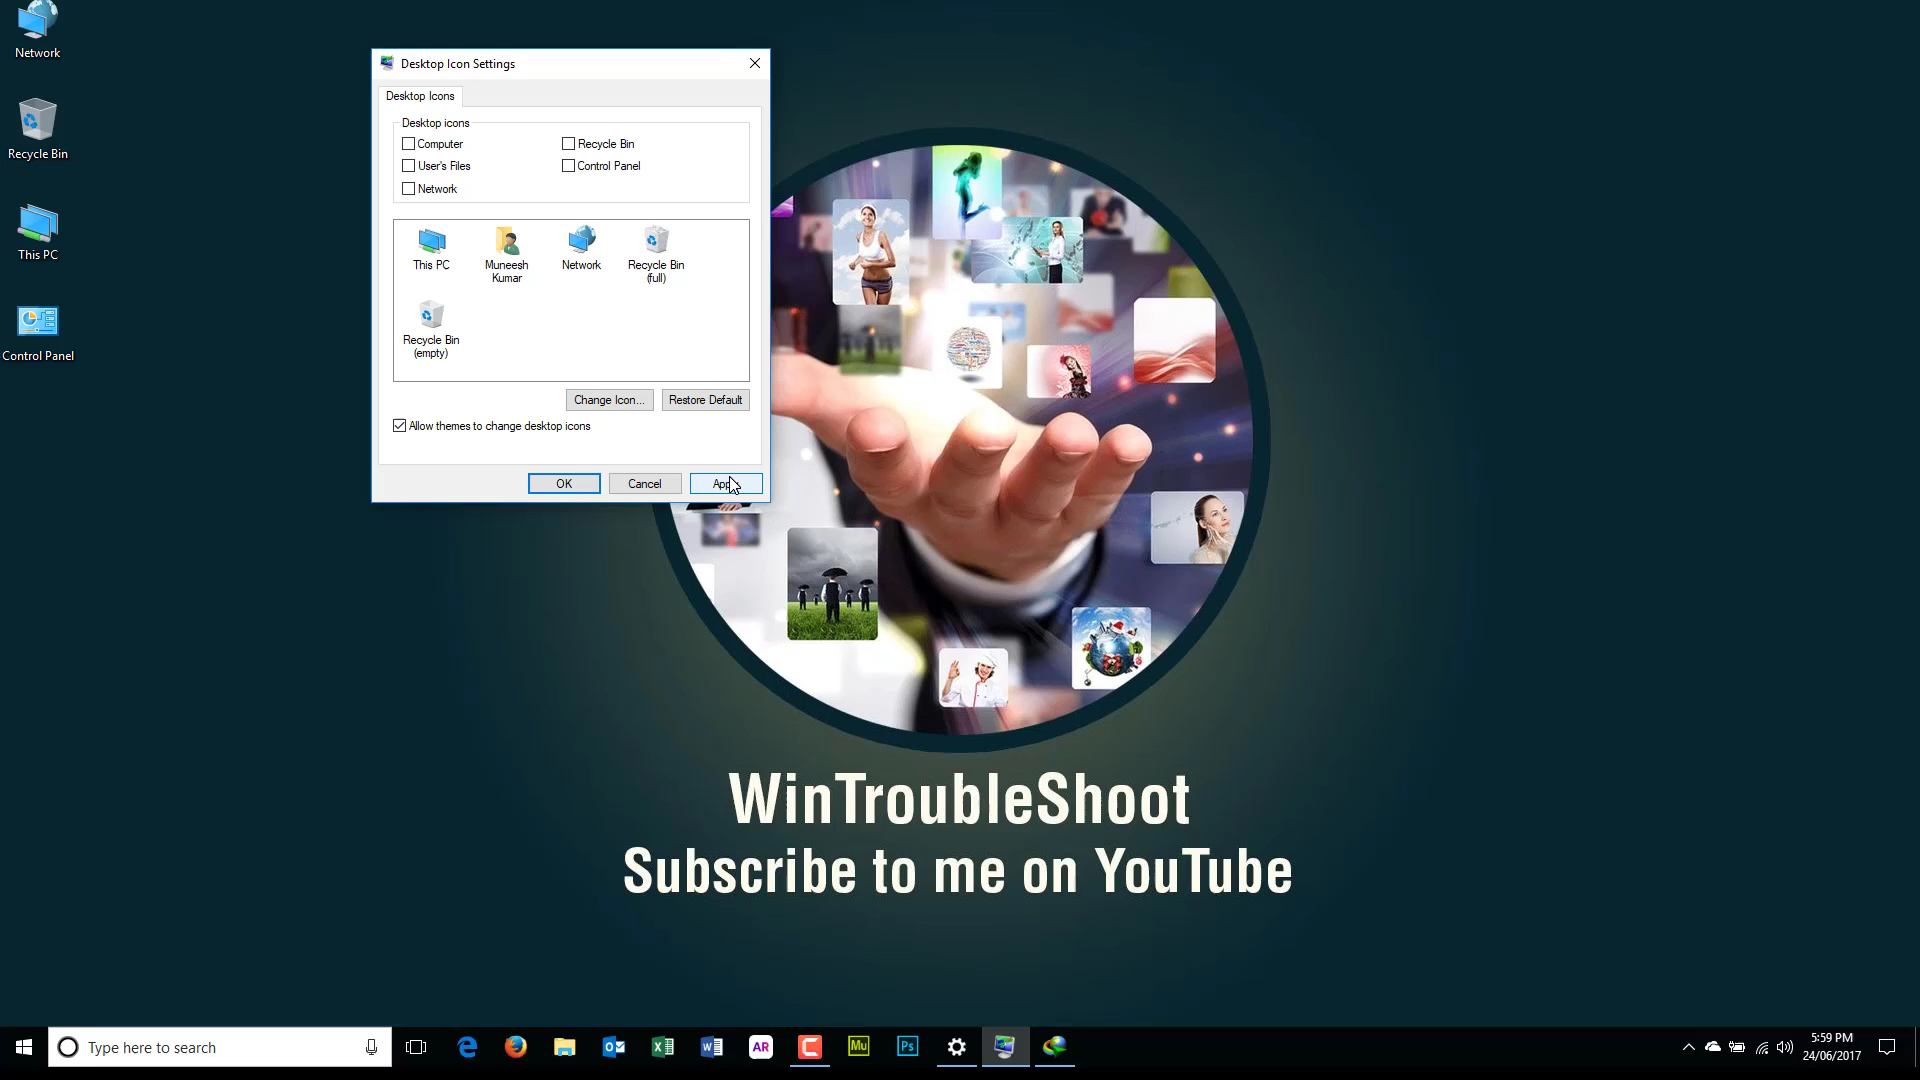 Network
Recycle Bin
This PC
Control Panel
Desktop Icon Settings
Desktop Icons
Desktop icons
Computer
Recycle Bin
User's Files
Control Panel
Network
This PC
Muneesh
Kumar
Network
Recycle Bin
(full)
Recycle Bin
(empty)
Change Icon...
Restore Default
Allow themes to change desktop icons
OK
Cancel
WinTroubleShoot
Subscribe to me on YouTube
Type here to search
AR
Mu
Ps
5:59 PM
24/06/2017